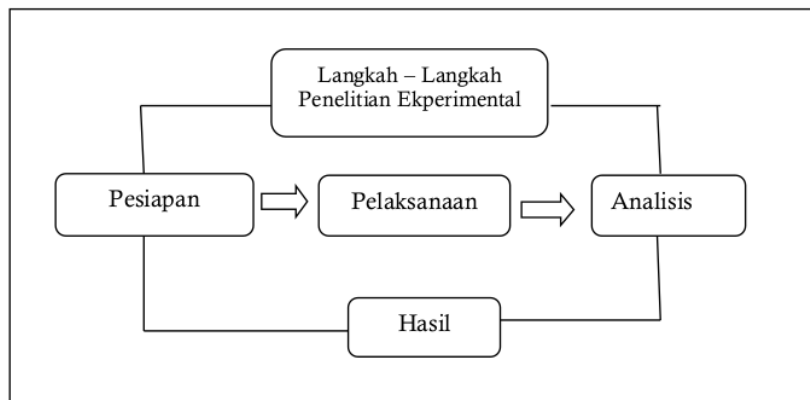 Langkah – Langkah
Penelitian Ekperimental
Pesiapan
Pelaksanaan
Analisis
Hasil